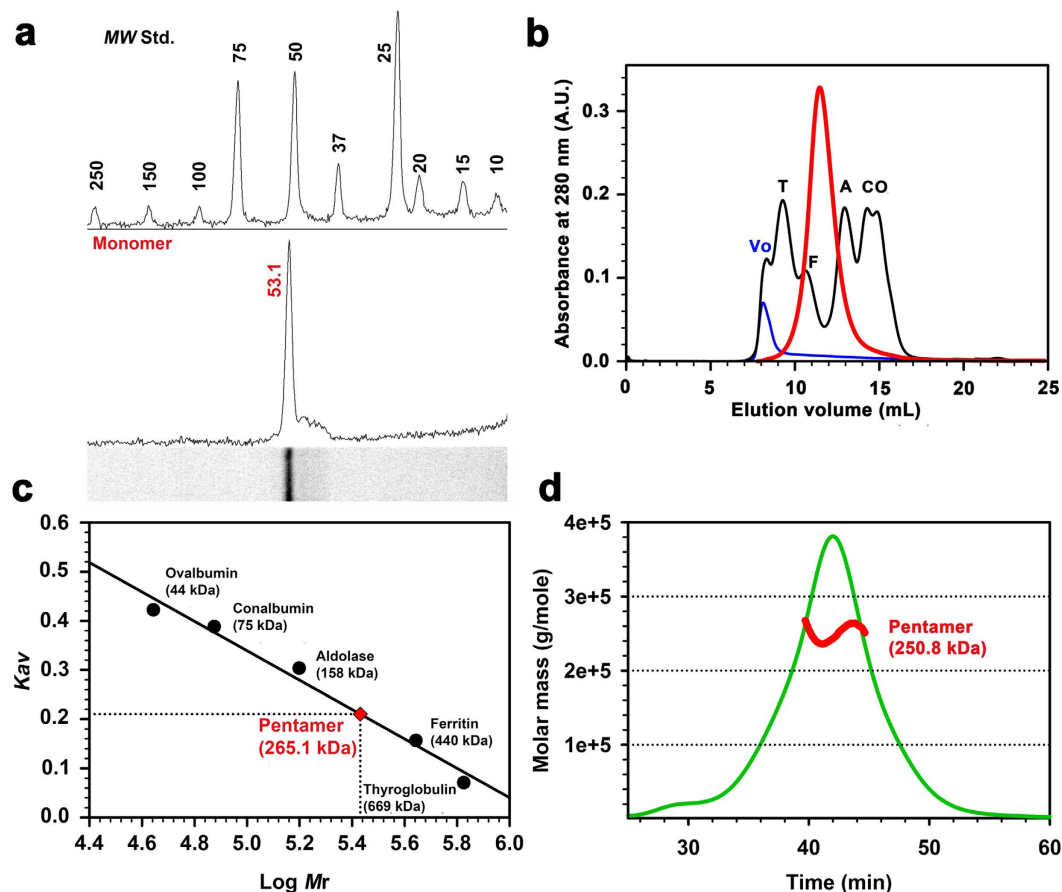 a
MW Std.
250
150
100
75
50
37
25
20
15
10
Monomer
53.1
b
Absorbance at 280 nm (A.U.)
0.3
0.2
0.1
0.0
Vo
T
F
A
CO
0
5
10
15
20
25
Elution volume (mL)
c
Kav
0.6
0.5
0.4
0.3
0.2
0.1
0.0
Ovalbumin
(44 kDa)
Conalbumin
(75 kDa)
Aldolase
(158 kDa)
Pentamer
(265.1 kDa)
Ferritin
(440 kDa)
Thyroglobulin
(669 kDa)
4.4
4.6
4.8
5.0
5.2
5.4
5.6
5.8
6.0
Log Mr
d
Molar mass (g/mole)
4e+5
3e+5
2e+5
1e+5
Pentamer
(250.8 kDa)
30
40
50
60
Time (min)